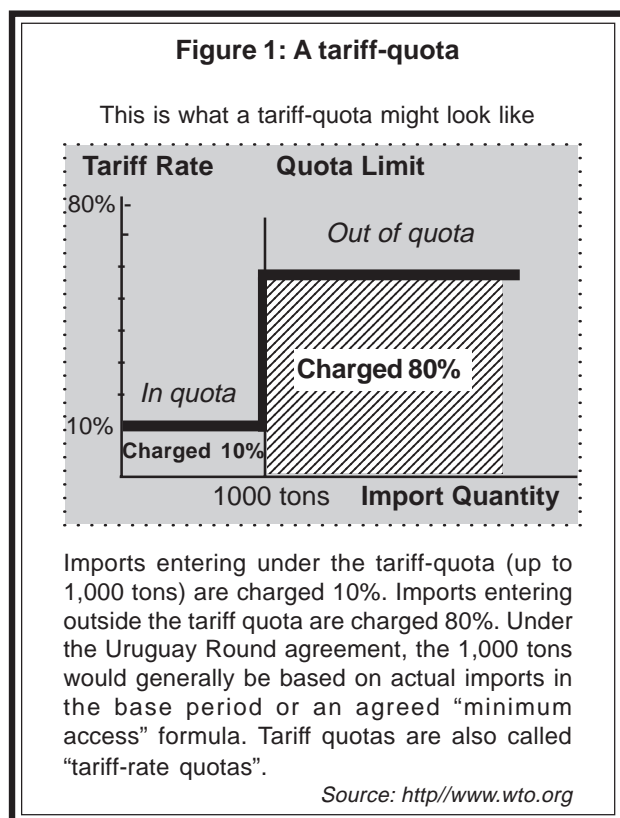 Figure 1: A tariff-quota
This is what a tariff-quota might look like
Tariff Rate Quota Limit
80%
Out of quota
Charged 80%
In quota
10%
Charged 10%
1000 tons Import Quantity
Imports entering under the tariff-quota (up to
1,000 tons) are charged 10%. Imports entering
outside the tariff quota are charged 80%. Under
the Uruguay Round agreement, the 1,000 tons
would generally be based on actual imports in
the base period or an agreed “minimum
access” formula. Tariff quotas are also called
“tariff-rate quotas”.
Source: http//www.wto.org